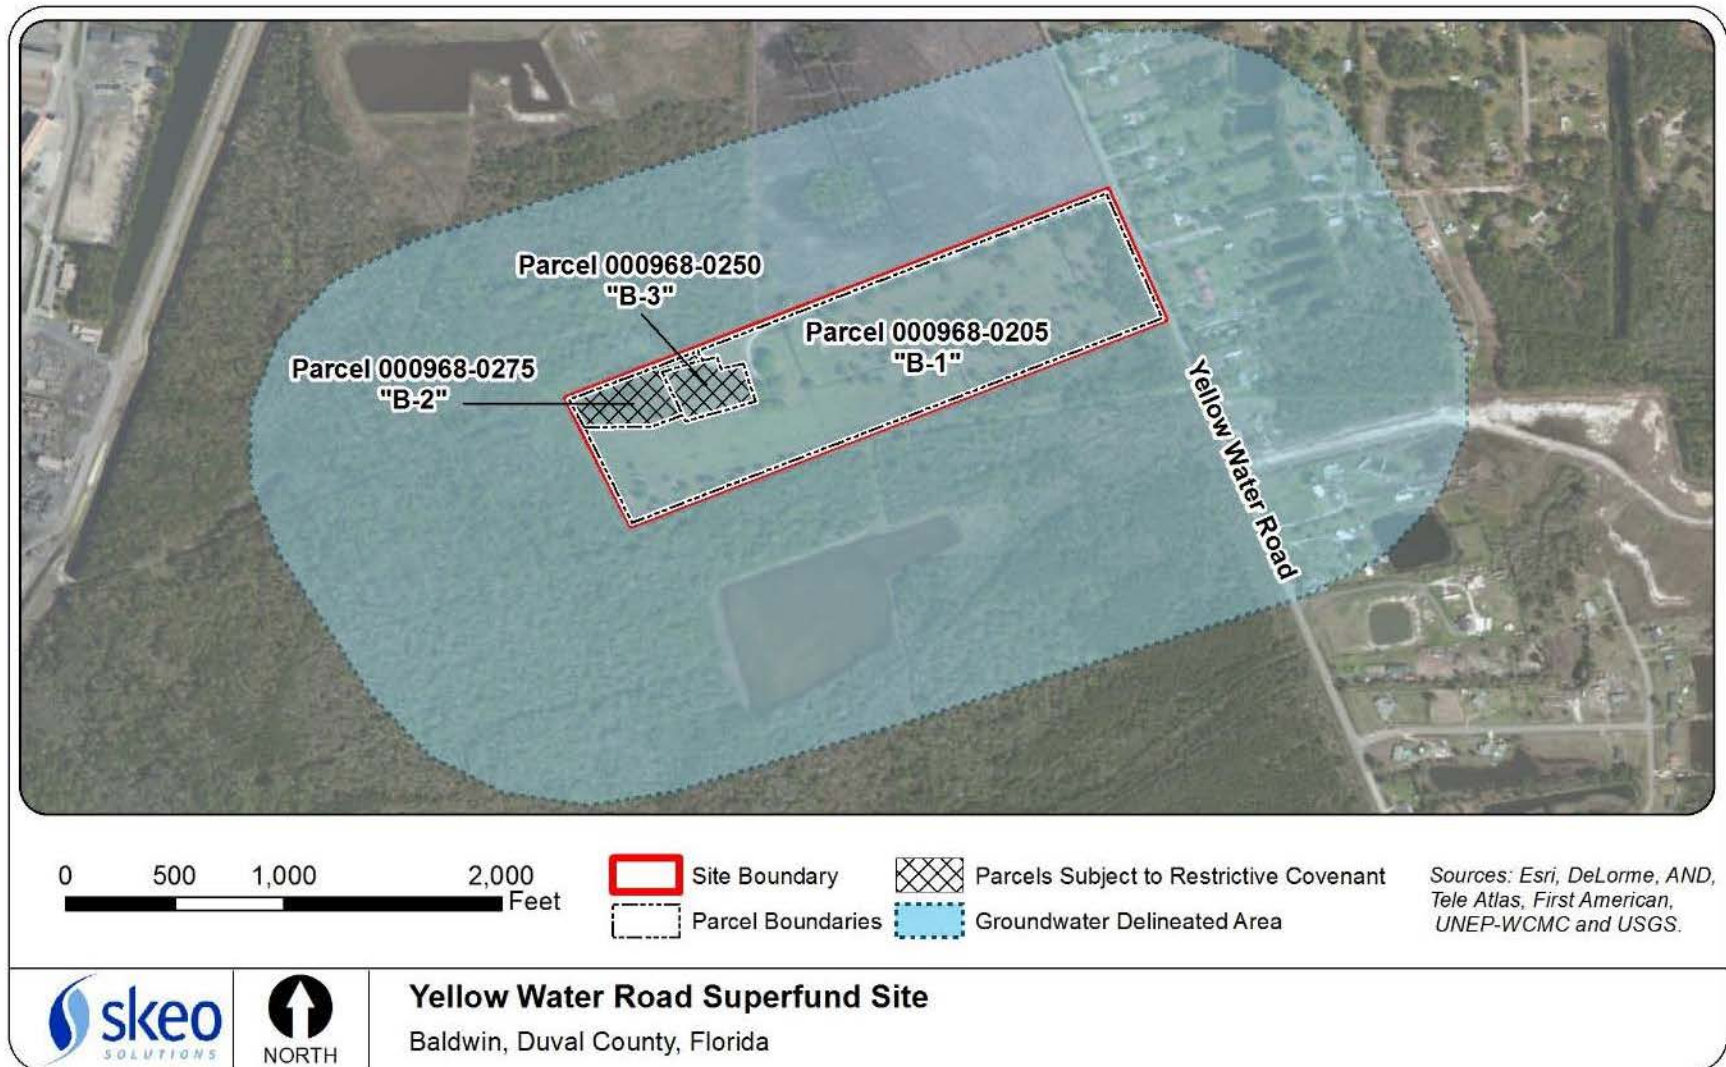 Parcel 000968-0250
"B-3"
Parcel 000968-0205
"B-1"
Parcel 000968-0275
"B-2"
Yellow Water Road
0 500 1,000 2,000
Feet
Site Boundary
Parcel Boundaries
Parcels Subject to Restrictive Covenant
Groundwater Delineated Area
Sources: Esri, DeLorme, AND,
Tele Atlas, First American,
UNEP-WCMC and USGS.
skeo
SOLUTIONS
NORTH
Yellow Water Road Superfund Site
Baldwin, Duval County, Florida